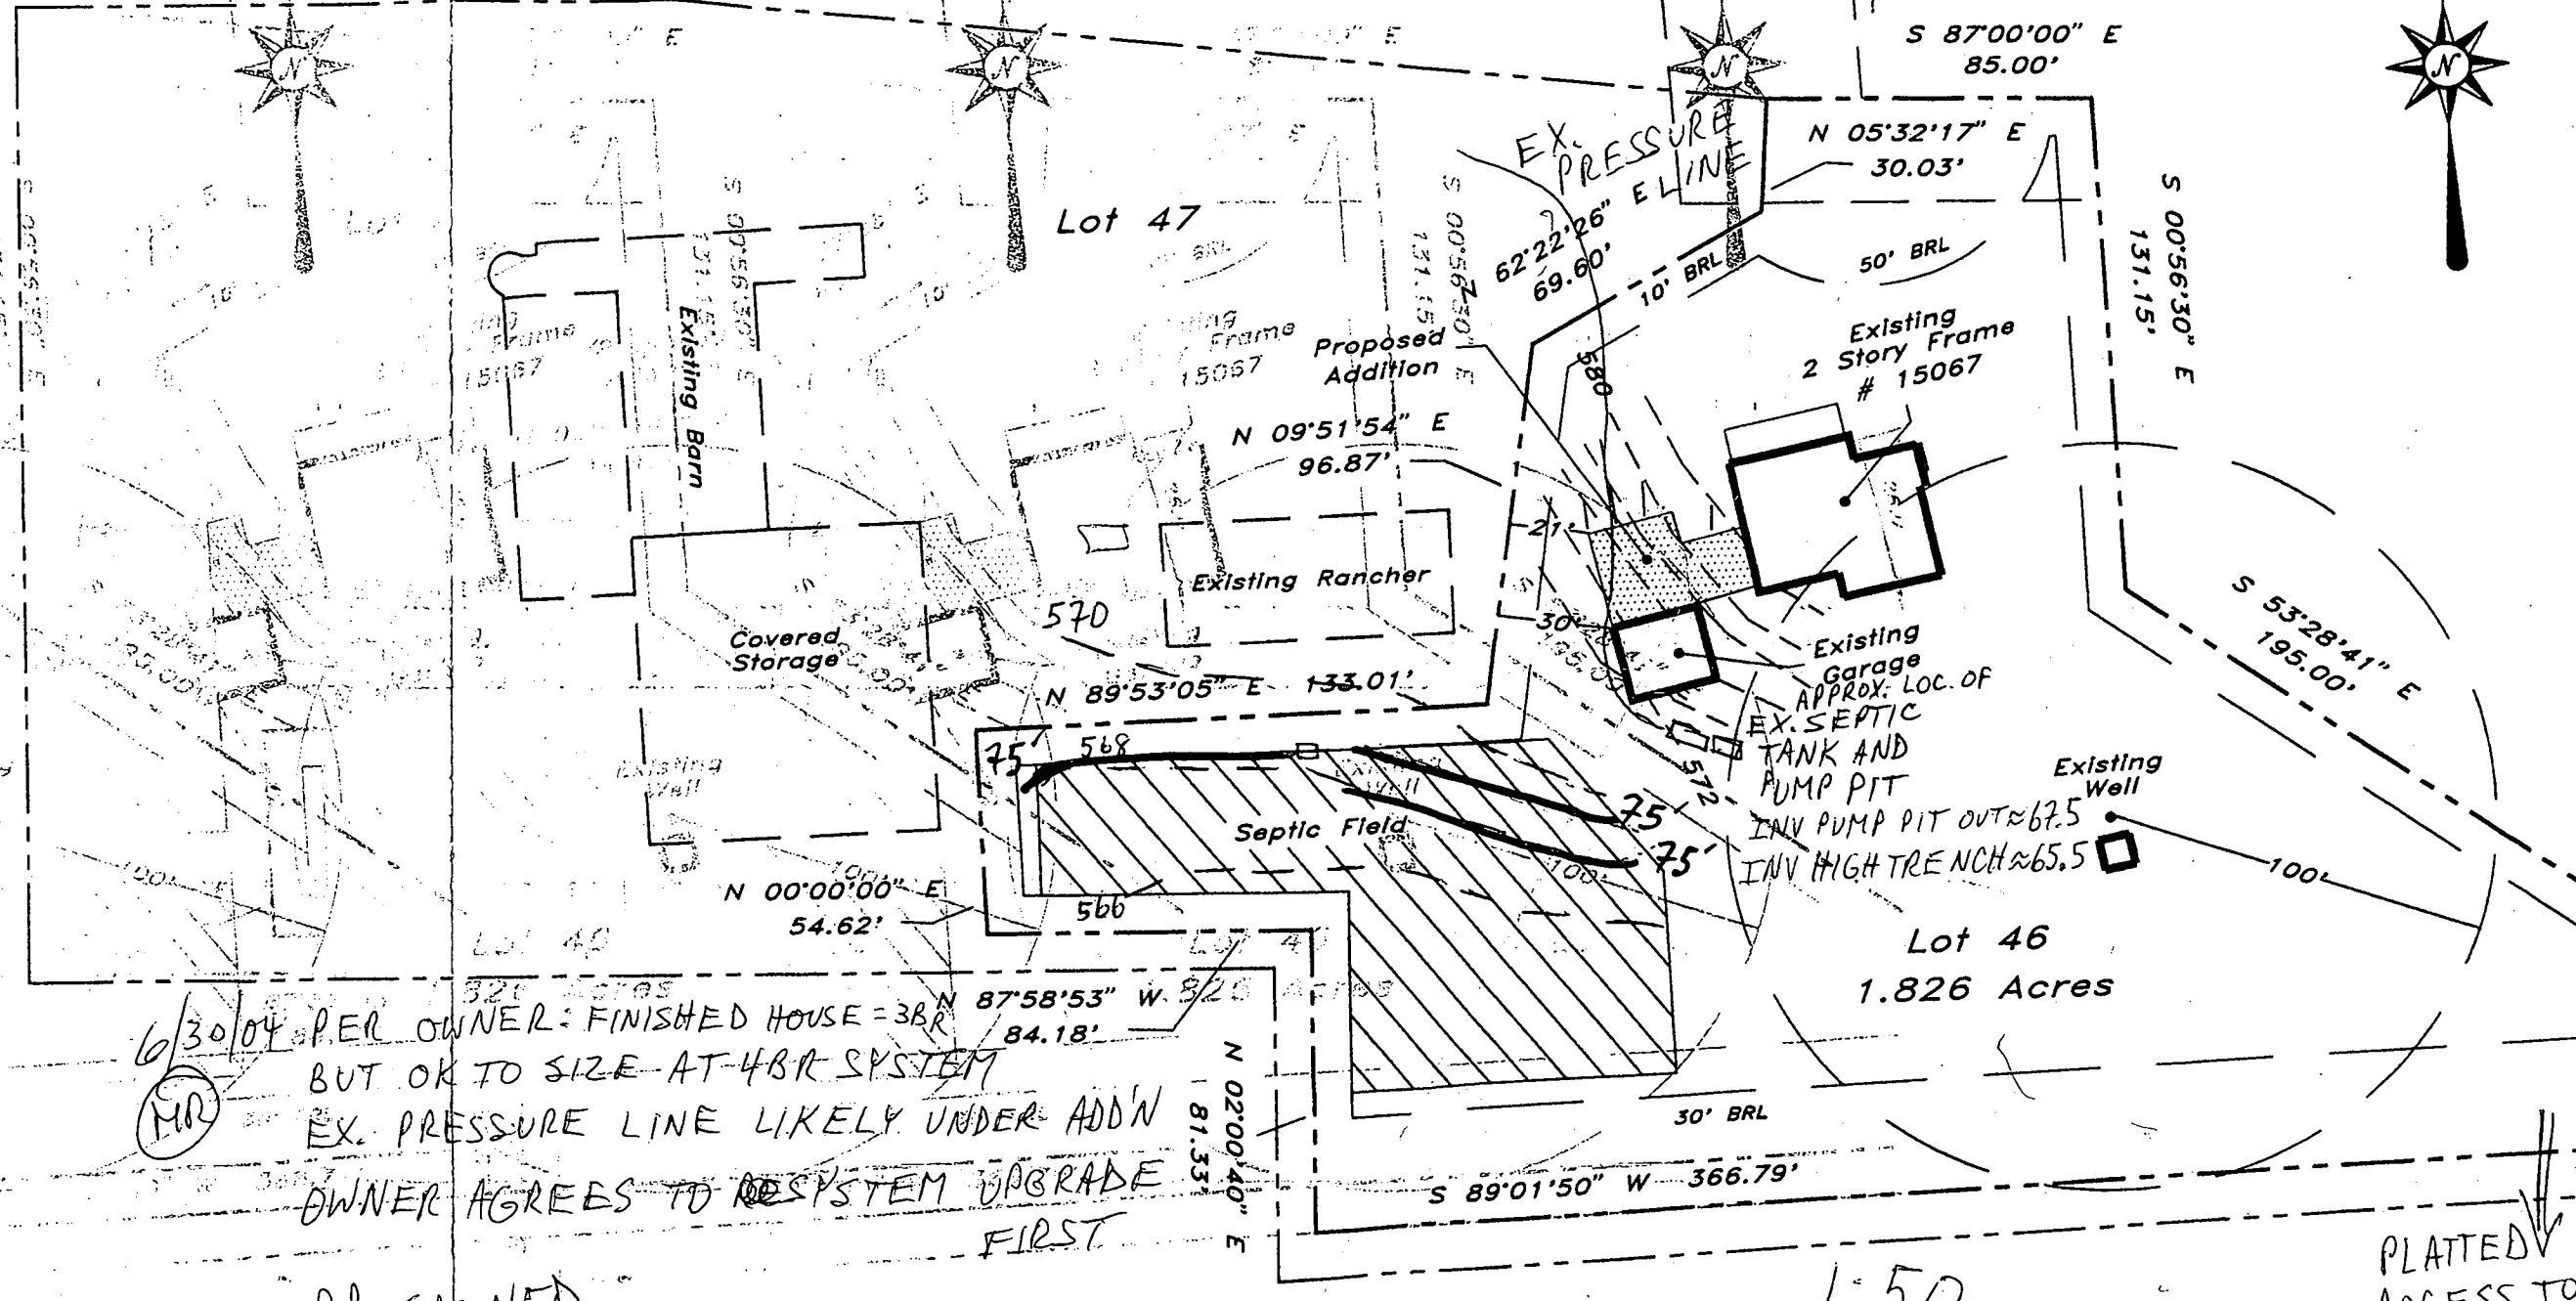 N
N
N
N
S 87°00'00" E
85.00'
EX.
PRESSURE
LINE
N 05°32'17" E
30.03'
Lot 47
62°22'26" E
69.60'
10' BRL
50' BRL
S 00°56'30" E
131.15'
Existing
2 Story Frame
# 15067
Proposed
Addition
580
Existing Barn
N 09°51'54" E
96.87'
21'
30'
Existing Rancher
570
Covered
Storage
N 89°53'05" E 133.01'
Existing
Garage
APPROX. LOC. OF
EX. SEPTIC
TANK AND
PUMP PIT
INV PUMP PIT OUT≈67.5
INV HIGH TRENCH≈65.5
572
S 53°28'41" E
195.00'
Existing
Well
100'
75'
568
75'
75'
Septic Field
566
N 00°00'00" E
54.62'
Lot 46
1.826 Acres
N 87°58'53" W
84.18'
6/30/04 PER OWNER: FINISHED HOUSE = 3BR
BUT OK TO SIZE AT 4BR SYSTEM
MR
EX. PRESSURE LINE LIKELY UNDER ADD'N
OWNER AGREES TO SYSTEM UPGRADE
FIRST
N 02°00'40" E
81.33'
30' BRL
S 89°01'50" W 366.79'
1:50
PLATTED
ACCESS TO